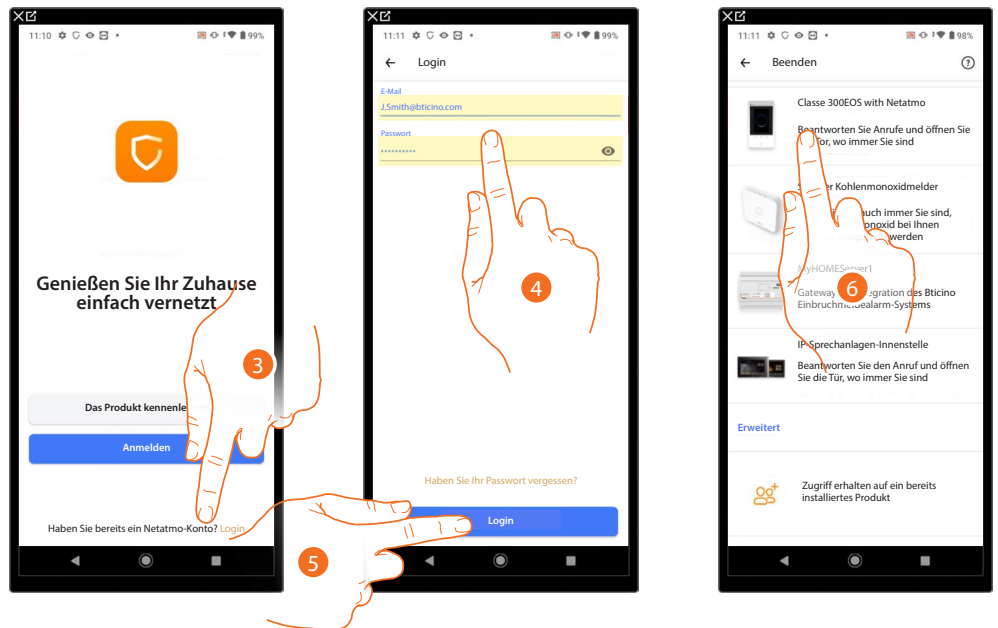 11:10
99%
Genießen Sie Ihr Zuhause
einfach vernetzt
3
Das Produkt kennenle
Anmelden
Haben Sie bereits ein Netatmo-Konto? Login
11:11
99%
Login
E-Mail
J.Smith@bticino.com
Passwort
••••••••••
4
Haben Sie Ihr Passwort vergessen?
Login
5
11:11
98%
Beenden
?
Classe 300EOS with Netatmo
Beantworten Sie Anrufe und öffnen Sie
Tor, wo immer Sie sind
er Kohlenmonoxidmelder
auch immer Sie sind,
bei Ihnen
werden
MyHOMEServer1
Gateway des Bticino
6
Einbruchmeldealarm-Systems
IP-Sprechanlagen-Innenstelle
Beantworten Sie den Anruf und öffnen
Sie die Tür, wo immer Sie sind
Erweitert
Zugriff erhalten auf ein bereits
installiertes Produkt